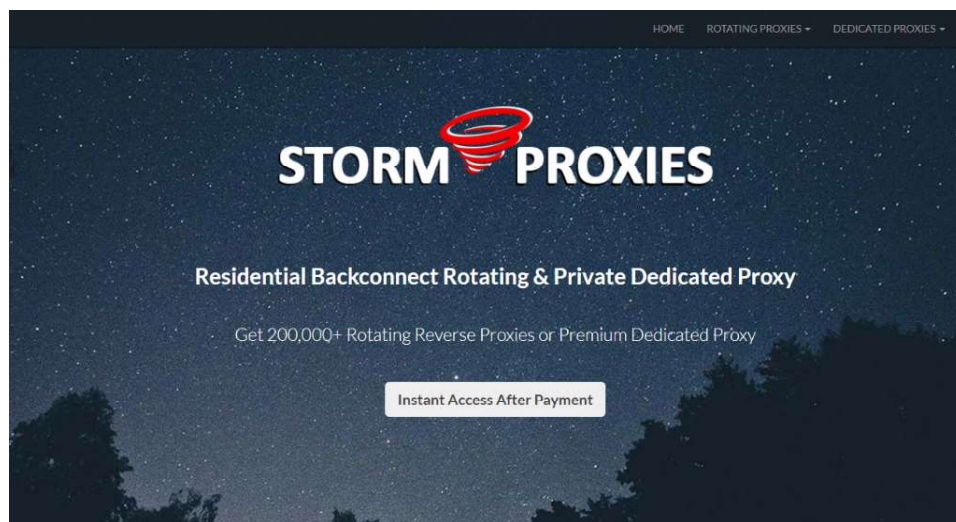 HOME ROTATING PROXIES DEDICATED PROXIES
STORM PROXIES
Residential Backconnect Rotating & Private Dedicated Proxy
Get 200,000+ Rotating Reverse Proxies or Premium Dedicated Proxy
Instant Access After Payment